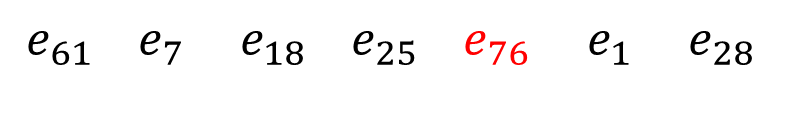 e₆₁ e₇ e₁₈ e₂₅ e₇₆ e₁ e₂₈